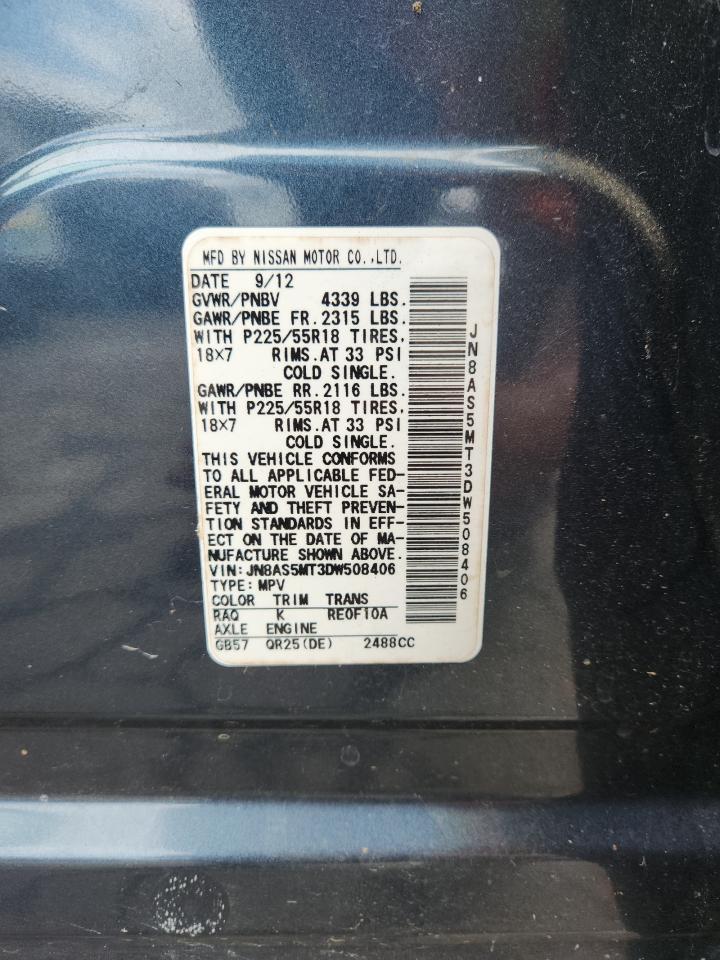 MFD BY NISSAN MOTOR CO.,LTD.
DATE 9/12
GVWR/PNBV 4339 LBS.
GAWR/PNBE FR.2315 LBS.
WITH P225/55R18 TIRES,
18×7 RIMS.AT 33 PSI
COLD SINGLE.
GAWR/PNBE RR.2116 LBS.
WITH P225/55R18 TIRES,
18×7 RIMS.AT 33 PSI
COLD SINGLE.
THIS VEHICLE CONFORMS
TO ALL APPLICABLE FED-
ERAL MOTOR VEHICLE SA-
FETY AND THEFT PREVEN-
TION STANDARDS IN EFF-
ECT ON THE DATE OF MA-
NUFACTURE SHOWN ABOVE.
VIN:JN8AS5MT3DW508406
TYPE:MPV
COLOR TRIM TRANS
RAQ K RE0F10A
AXLE ENGINE
GB57 QR25(DE) 2488CC
JN8AS5MT3DW508406